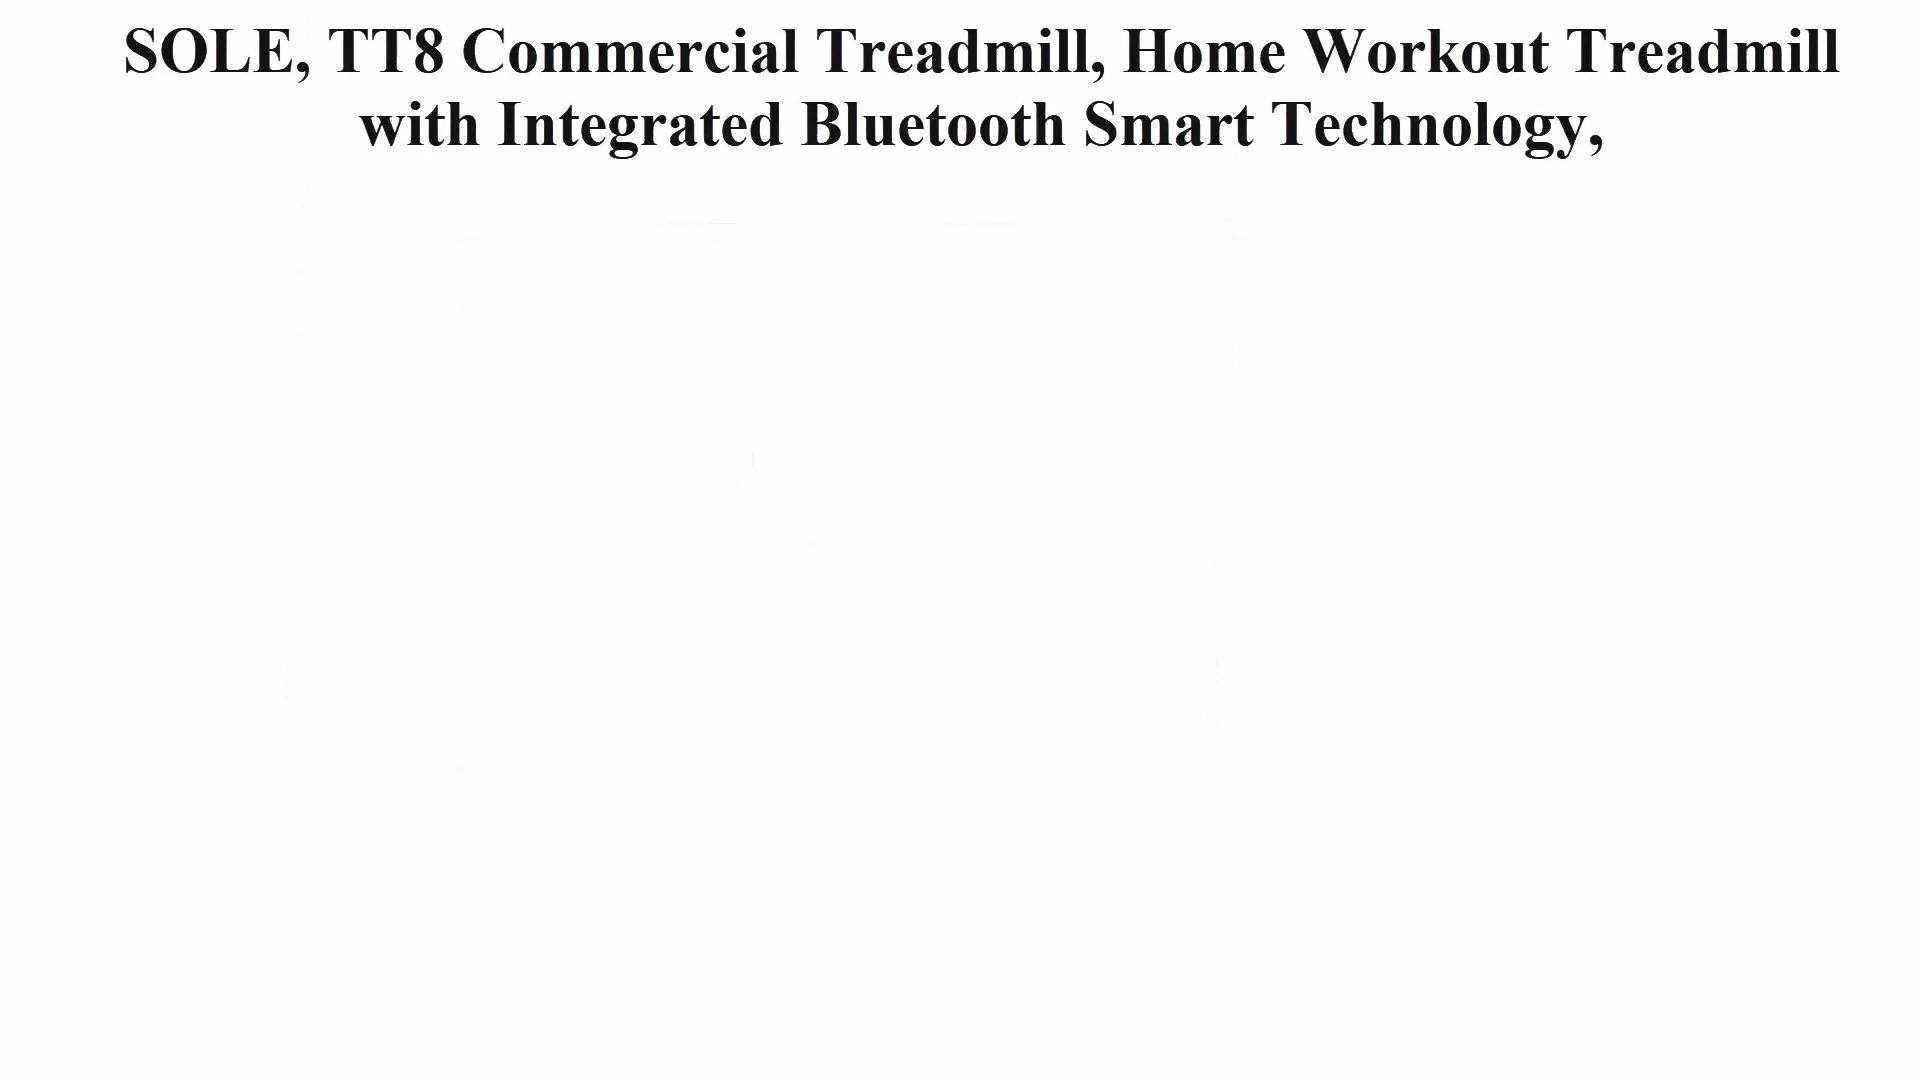 SOLE, TT8 Commercial Treadmill, Home Workout Treadmill
with Integrated Bluetooth Smart Technology,